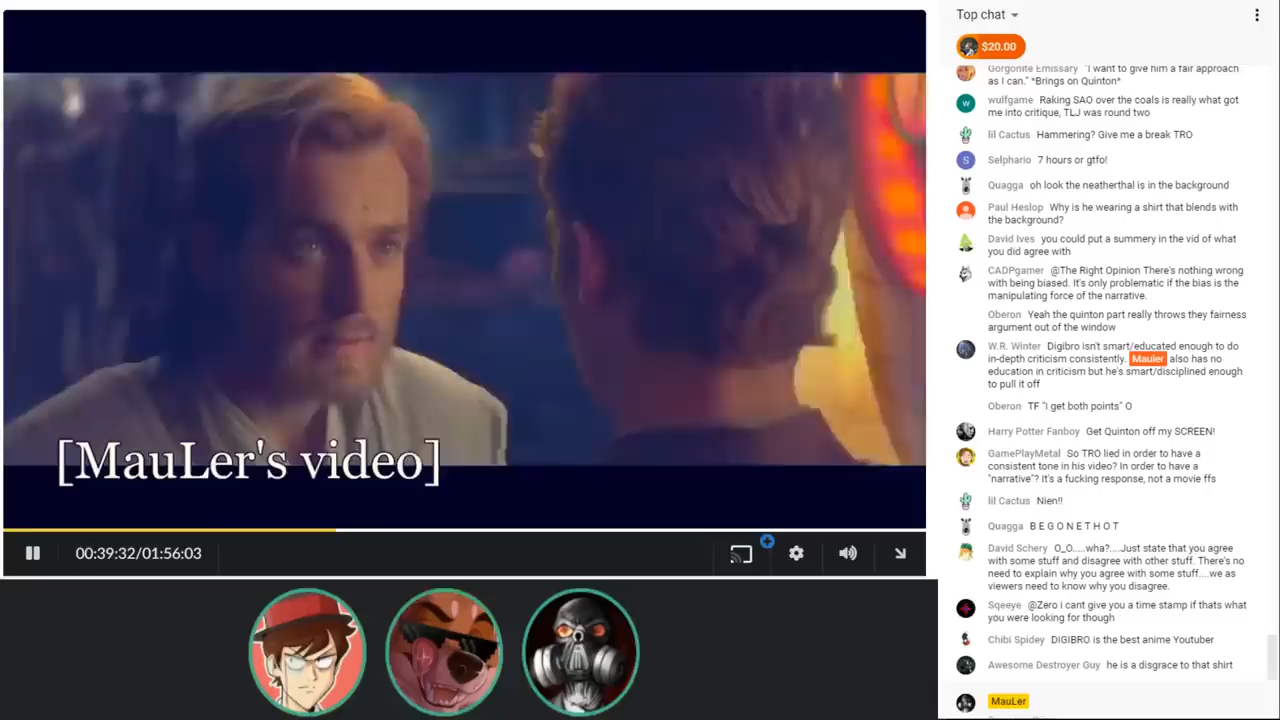 [MauLer's video]
00:39:32/01:56:03
Top chat
$20.00
Gorgonite Emissary "I want to give him a fair approach
as I can." *Brings on Quinton*
w
wulfgame Raking SAO over the coals is really what got
me into critique, TLJ was round two
lil Cactus Hammering? Give me a break TRO
S
Selphario 7 hours or gtfo!
Quagga oh look the neatherthal is in the background
Paul Heslop Why is he wearing a shirt that blends with
the background?
David Ives you could put a summery in the vid of what
you did agree with
CADPgamer @The Right Opinion There's nothing wrong
with being biased. It's only problematic if the bias is the
manipulating force of the narrative.
Oberon Yeah the quinton part really throws they fairness
argument out of the window
W.R. Winter Digibro isn't smart/educated enough to do
in-depth criticism consistently. Mauler also has no
education in criticism but he's smart/disciplined enough
to pull it off
Oberon TF "I get both points" O
Harry Potter Fanboy Get Quinton off my SCREEN!
GamePlayMetal So TRO lied in order to have a
consistent tone in his video? In order to have a
"narrative"? It's a fucking response, not a movie ffs
lil Cactus Nien!!
Quagga B E G O N E T H O T
David Schery O_O.....wha?....Just state that you agree
with some stuff and disagree with other stuff. There's no
need to explain why you agree with some stuff....we as
viewers need to know why you disagree.
Sqeeye @Zero i cant give you a time stamp if thats what
you were looking for though
Chibi Spidey DIGIBRO is the best anime Youtuber
Awesome Destroyer Guy he is a disgrace to that shirt
MauLer